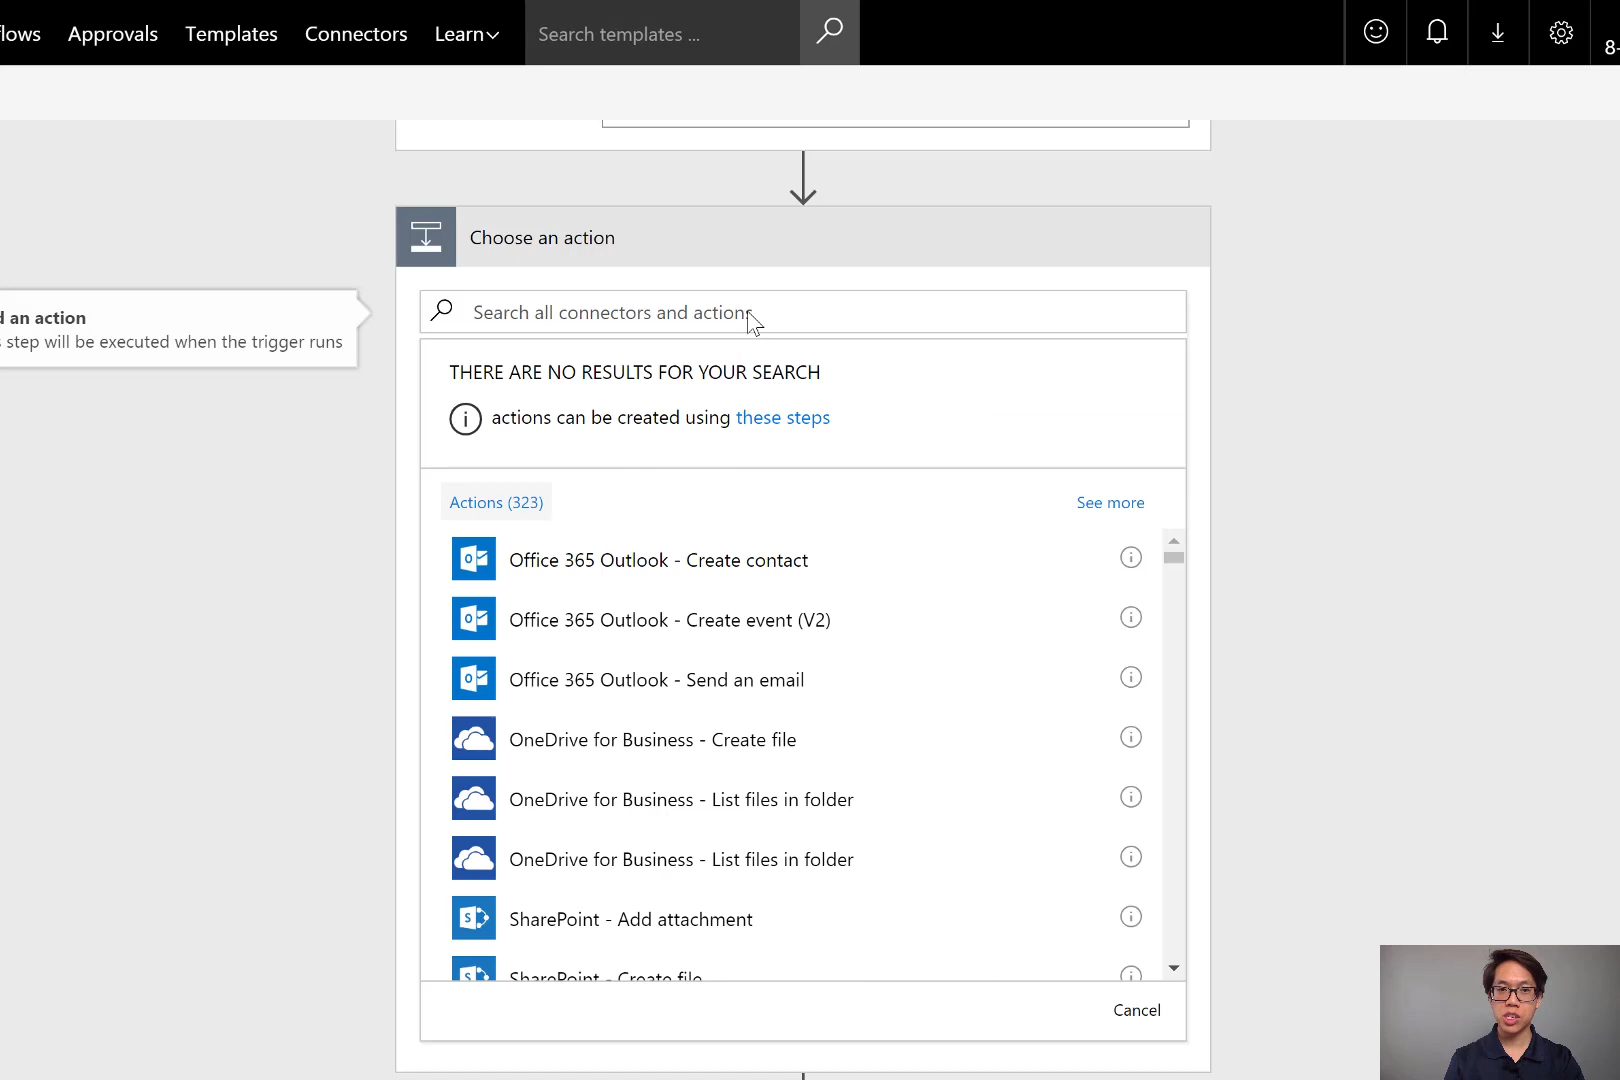 lows
Approvals
Templates
Connectors
Learn
Search templates ...
8-
Choose an action
Search all connectors and actions
d an action
s step will be executed when the trigger runs
THERE ARE NO RESULTS FOR YOUR SEARCH
actions can be created using these steps
Actions (323)
See more
Office 365 Outlook - Create contact
Office 365 Outlook - Create event (V2)
Office 365 Outlook - Send an email
OneDrive for Business - Create file
OneDrive for Business - List files in folder
OneDrive for Business - List files in folder
SharePoint - Add attachment
SharePoint - Create file
Cancel